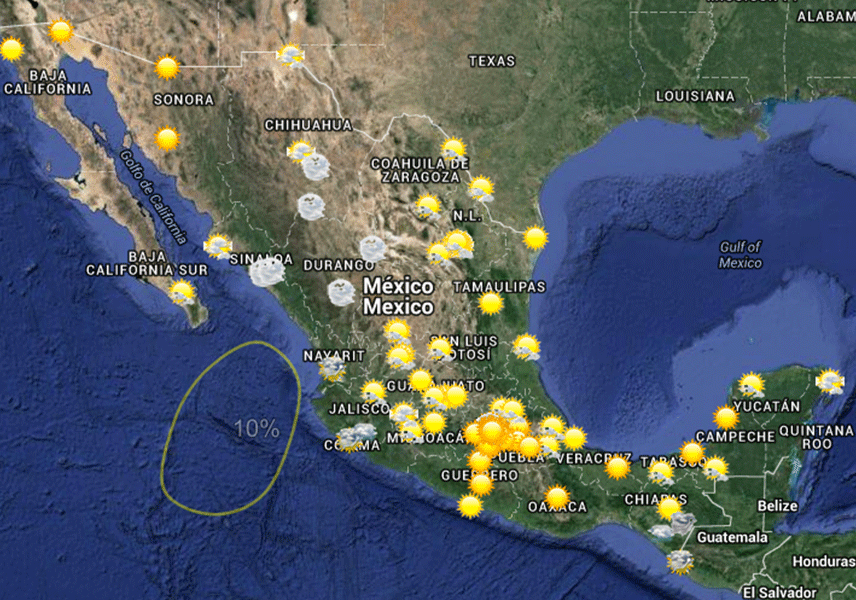 ALABAM
TEXAS
BAJA
CALIFORNIA
SONORA
LOUISIANA
CHIHUAHUA
COAHUILA DE
ZARAGOZA
Golfo de California
N.L.
Gulf of
Mexico
BAJA
CALIFORNIA SUR
SINALOA
DURANGO
México
Mexico
TAMAULIPAS
SAN LUIS
POTOSÍ
NAYARIT
GUANAJUATO
JALISCO
YUCATÁN
10%
COLIMA
MICHOACÁ
CAMPECHE
QUINTANA
ROO
PUEBLA
VERACRUZ
TABASCO
GUERRERO
OAXACA
CHIAPAS
Belize
Guatemala
Honduras
El Salvador